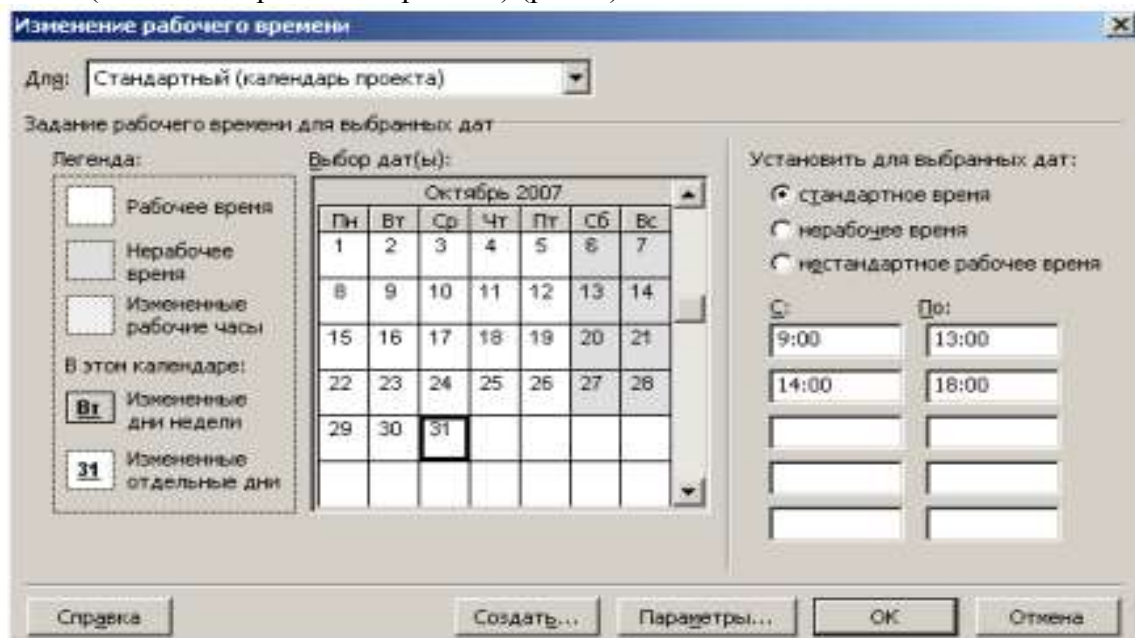 Изменение рабочего времени
Для: Стандартный (календарь проекта)
Задание рабочего времени для выбранных дат
Легенда:
Рабочее время
Нерабочее
время
Измененные
рабочие часы
В этом календаре:
Вт Измененные
дни недели
31 Измененные
отдельные дни
Выбор дат(ы):
Октябрь 2007
Пн Вт Ср Чт Пт Сб Вс
1 2 3 4 5 6 7
8 9 10 11 12 13 14
15 16 17 18 19 20 21
22 23 24 25 26 27 28
29 30 31
Установить для выбранных дат:
стандартное время
нерабочее время
нестандартное рабочее время
С: По:
9:00 13:00
14:00 18:00
Справка Создать... Параметры... ОК Отмена